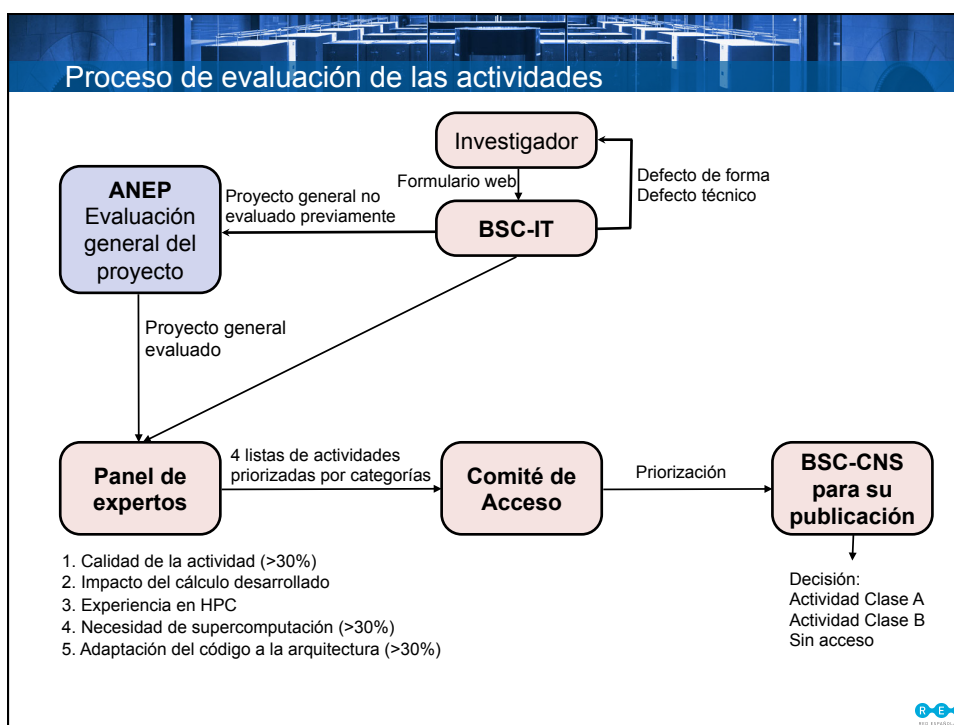 Proceso de evaluación de las actividades
Investigador
Formulario web
Defecto de forma
Defecto técnico
ANEP
Evaluación
general del
proyecto
Proyecto general no
evaluado previamente
BSC-IT
Proyecto general
evaluado
Panel de
expertos
4 listas de actividades
priorizadas por categorías
Comité de
Acceso
Priorización
BSC-CNS
para su
publicación
1. Calidad de la actividad (>30%)
2. Impacto del cálculo desarrollado
3. Experiencia en HPC
4. Necesidad de supercomputación (>30%)
5. Adaptación del código a la arquitectura (>30%)
Decisión:
Actividad Clase A
Actividad Clase B
Sin acceso
R E